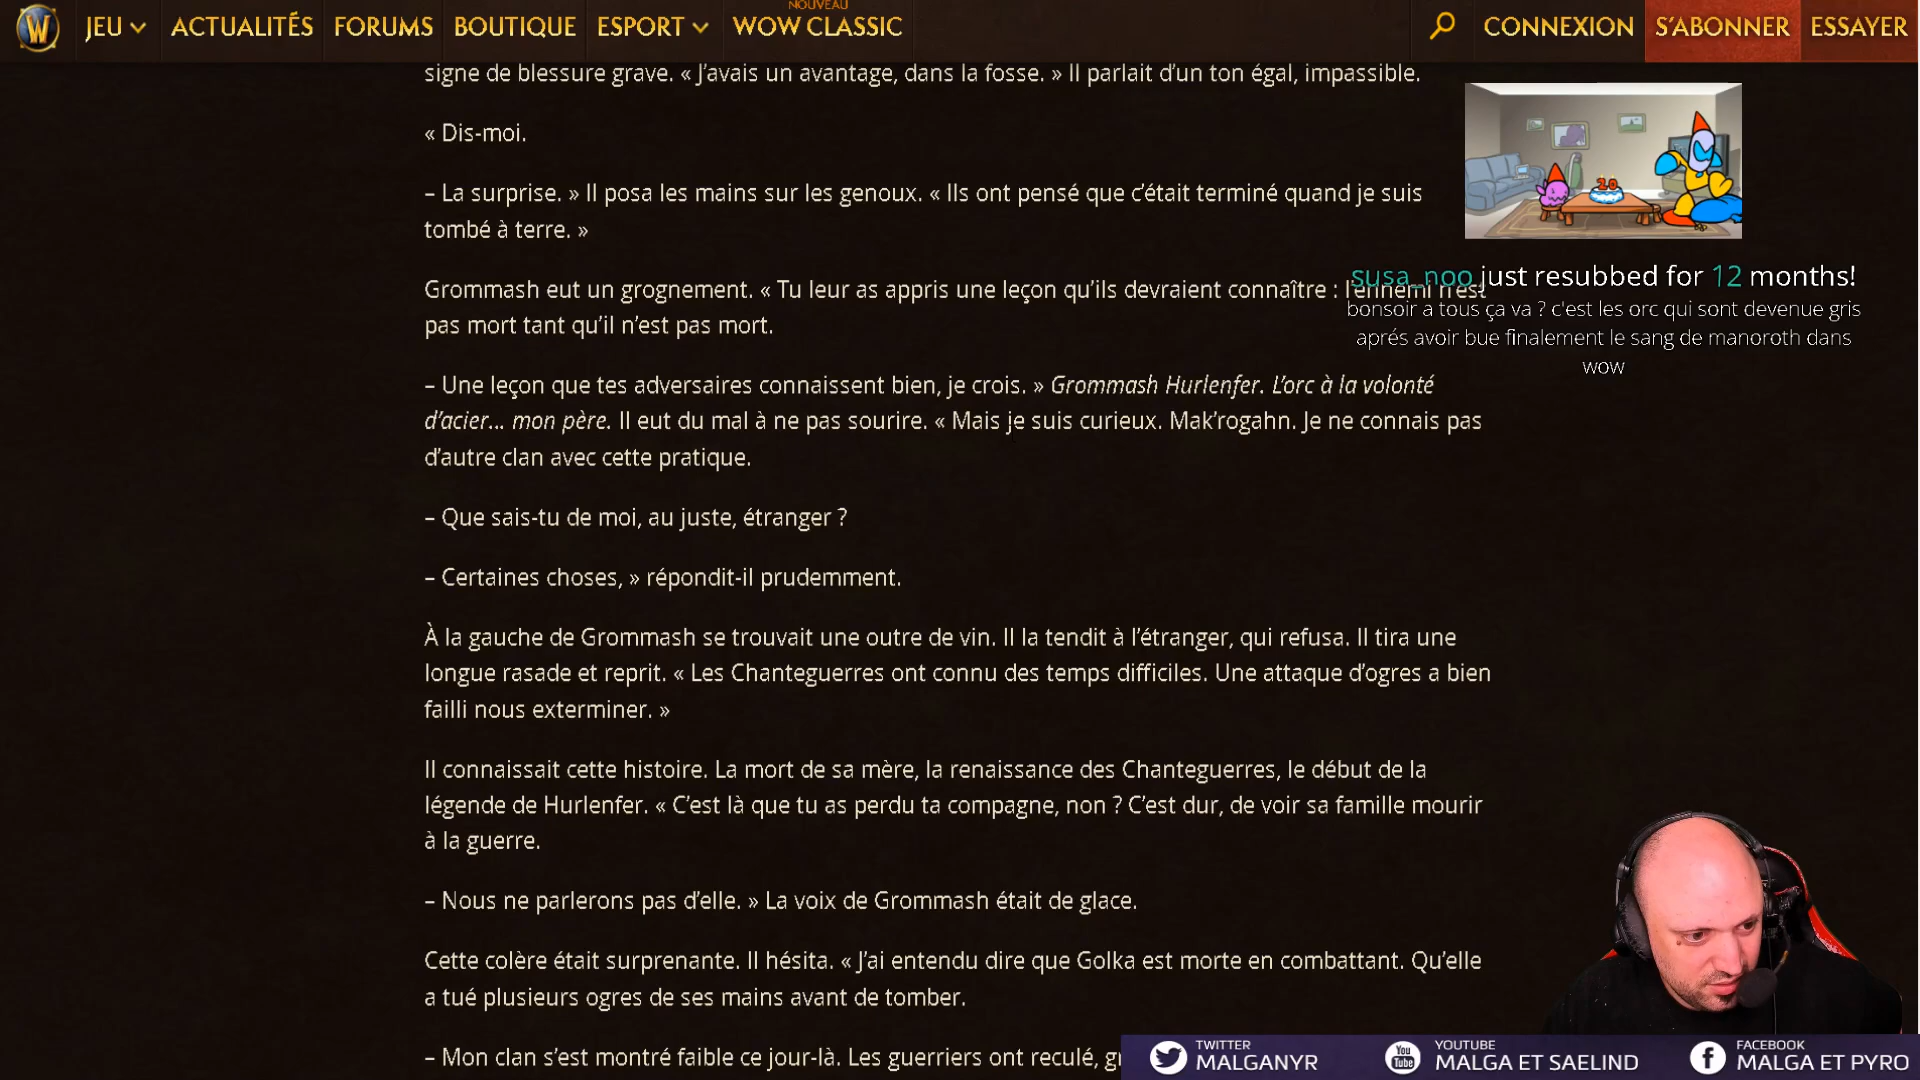 NOUVEAU
JEU ACTUALITÉS FORUMS BOUTIQUE ESPORT WOW CLASSIC CONNEXION S'ABONNER ESSAYER
signe de blessure grave. « J’avais un avantage, dans la fosse. » Il parlait d’un ton égal, impassible.
« Dis-moi.
– La surprise. » Il posa les mains sur les genoux. « Ils ont pensé que c’était terminé quand je suis
tombé à terre. »
Grommash eut un grognement. « Tu leur as appris une leçon qu’ils devraient connaître : l’ennemi n’est
pas mort tant qu’il n’est pas mort.
– Une leçon que tes adversaires connaissent bien, je crois. » Grommash Hurlenfer. L’orc à la volonté
d’acier… mon père. Il eut du mal à ne pas sourire. « Mais je suis curieux. Mak’rogahn. Je ne connais pas
d’autre clan avec cette pratique.
– Que sais-tu de moi, au juste, étranger ?
– Certaines choses, » répondit-il prudemment.
À la gauche de Grommash se trouvait une outre de vin. Il la tendit à l’étranger, qui refusa. Il tira une
longue rasade et reprit. « Les Chanteguerres ont connu des temps difficiles. Une attaque d’ogres a bien
failli nous exterminer. »
Il connaissait cette histoire. La mort de sa mère, la renaissance des Chanteguerres, le début de la
légende de Hurlenfer. « C’est là que tu as perdu ta compagne, non ? C’est dur, de voir sa famille mourir
à la guerre.
– Nous ne parlerons pas d’elle. » La voix de Grommash était de glace.
Cette colère était surprenante. Il hésita. « J’ai entendu dire que Golka est morte en combattant. Qu’elle
a tué plusieurs ogres de ses mains avant de tomber.
– Mon clan s’est montré faible ce jour-là. Les guerriers ont reculé,
20
susa_noo just resubbed for 12 months!
bonsoir a tous ça va ? c'est les orc qui sont devenue gris
aprés avoir bue finalement le sang de manoroth dans
wow
TWITTER
MALGANYR
You
Tube
YOUTUBE
MALGA ET SAELIND
FACEBOOK
MALGA ET PYRO